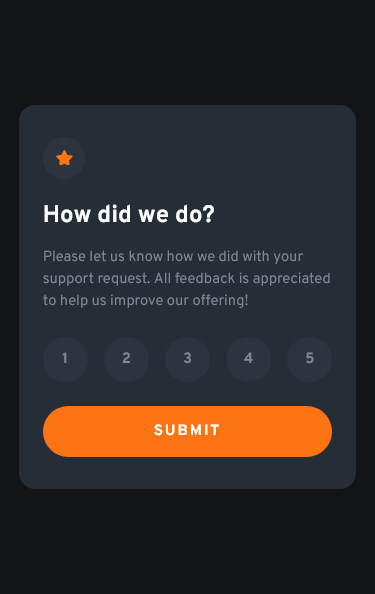 How did we do?
Please let us know how we did with your
support request. All feedback is appreciated
to help us improve our offering!
1 2 3 4 5
SUBMIT